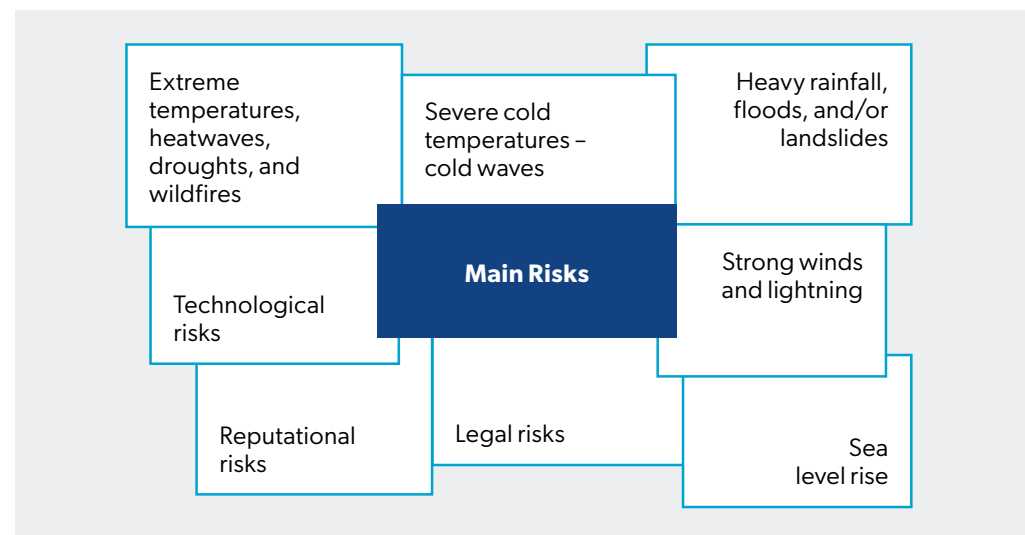 Extreme
temperatures,
heatwaves,
droughts, and
wildfires
Severe cold
temperatures –
cold waves
Heavy rainfall,
floods, and/or
landslides
Main Risks
Technological
risks
Strong winds
and lightning
Reputational
risks
Legal risks
Sea
level rise